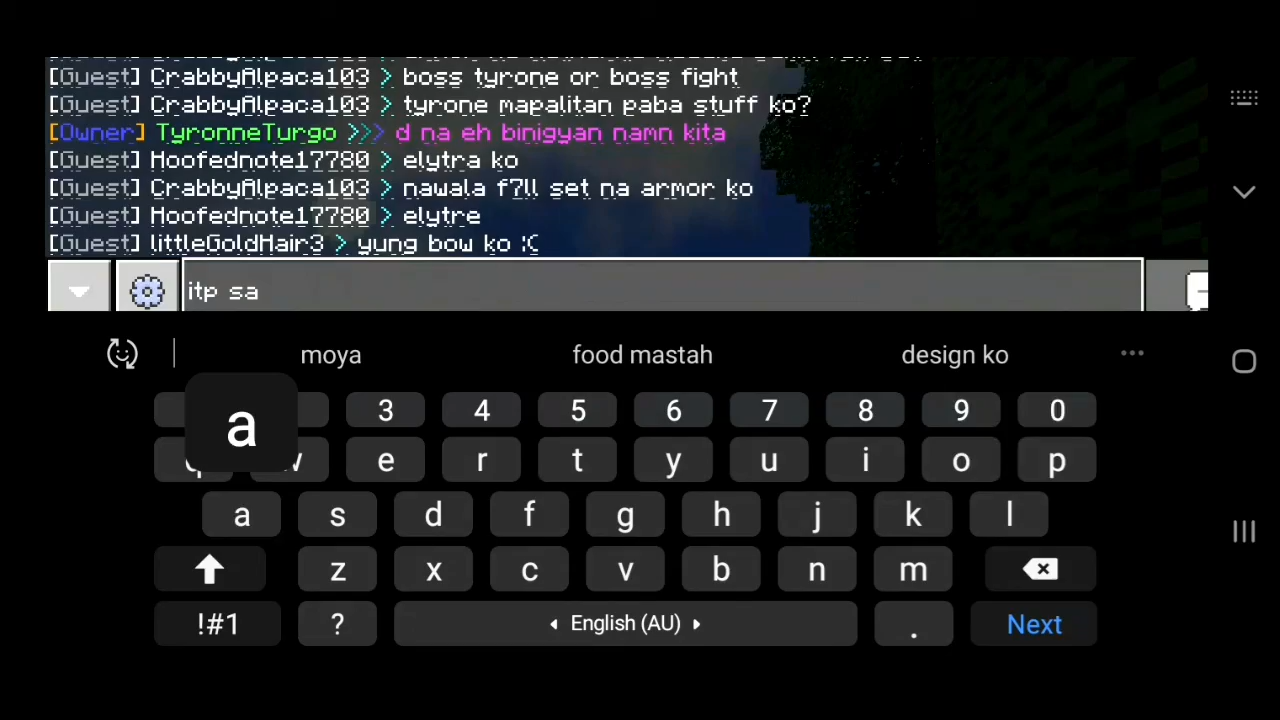 [Guest] CrabbyAlpaca103 > boss tyrone or boss fight
[Guest] CrabbyAlpaca103 > tyrone mapalitan paba stuff ko?
[Owner] TyronneTurgo >>> d na eh binigyan namn kita
[Guest] Hoofednote17780 > elytra ko
[Guest] CrabbyAlpaca103 > nawala f7ll set na armor ko
[Guest] Hoofednote17780 > elytre
[Guest] littleGoldHair3 > yung bow ko :C
itp sa
moya food mastah design ko
a
3 4 5 6 7 8 9 0
e r t y u i o p
a s d f g h j k l
z x c v b n m
!#1 ? English (AU) . Next